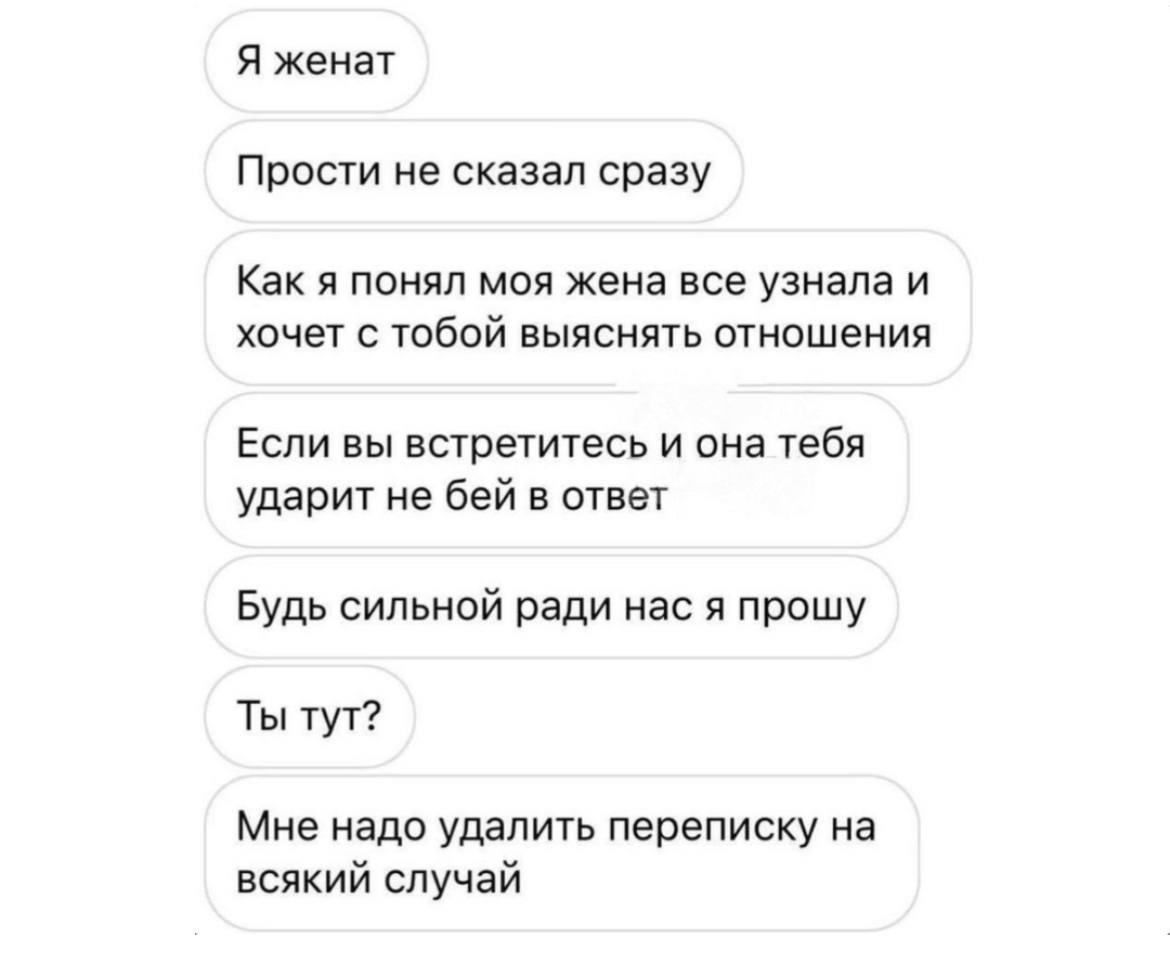 Я женат
Прости не сказал сразу
Как я понял моя жена все узнала и
хочет с тобой выяснять отношения
Если вы встретитесь и она тебя
ударит не бей в ответ
Будь сильной ради нас я прошу
Ты тут?
Мне надо удалить переписку на
всякий случай